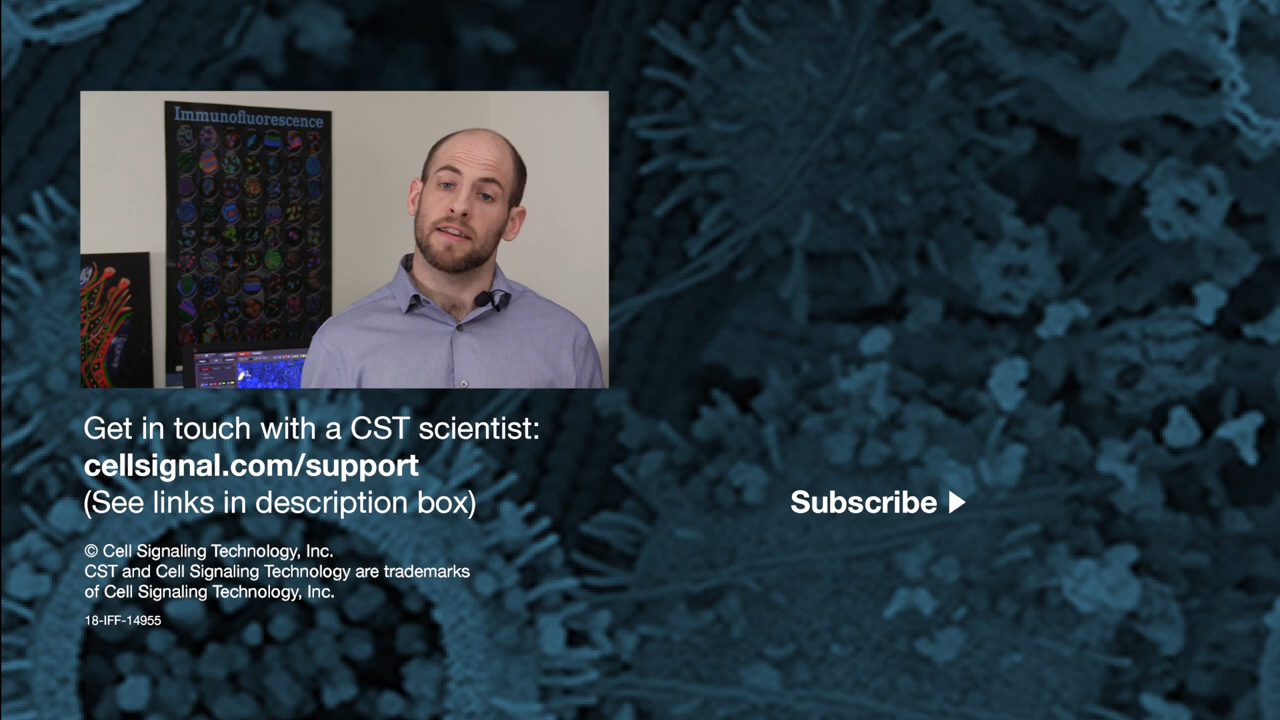 Immunofluorescence
Get in touch with a CST scientist:
cellsignal.com/support
(See links in description box)
Subscribe
© Cell Signaling Technology, Inc.
CST and Cell Signaling Technology are trademarks
of Cell Signaling Technology, Inc.
18-IFF-14955